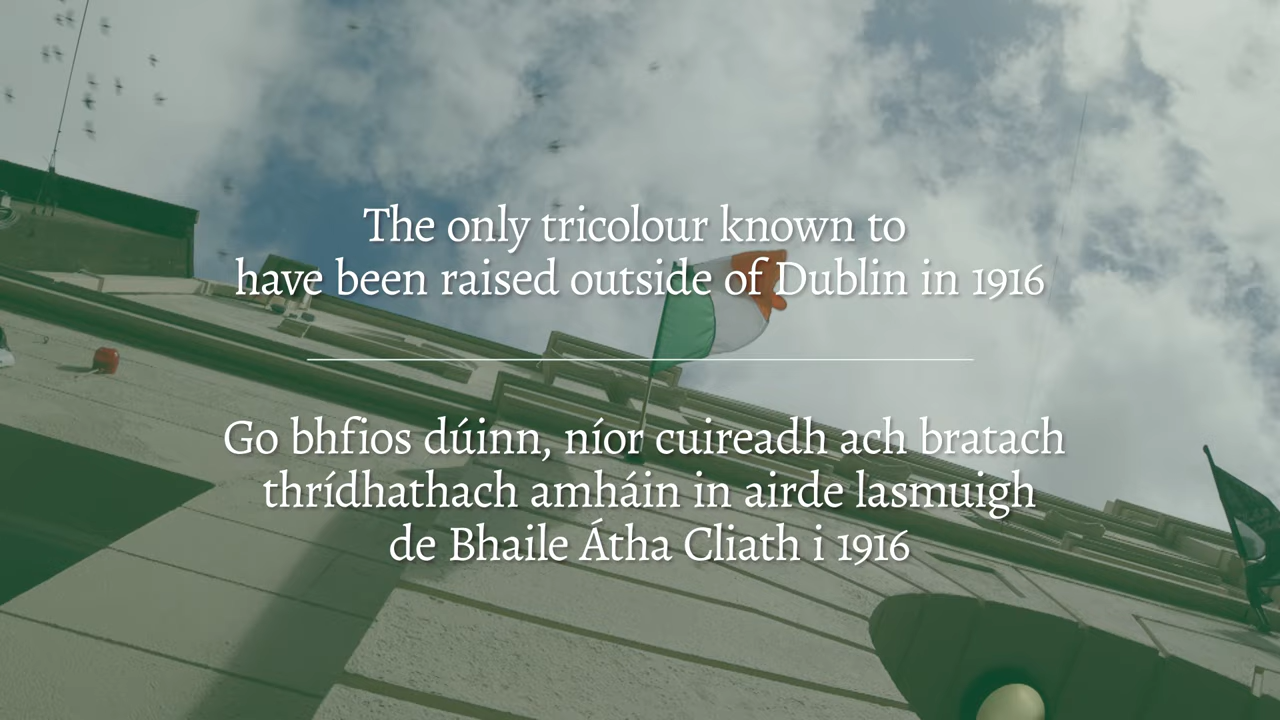 The only tricolour known to
have been raised outside of Dublin in 1916
Go bhfios dúinn, níor cuireadh ach bratach
thrídhathach amháin in airde lasmuigh
de Bhaile Átha Cliath i 1916